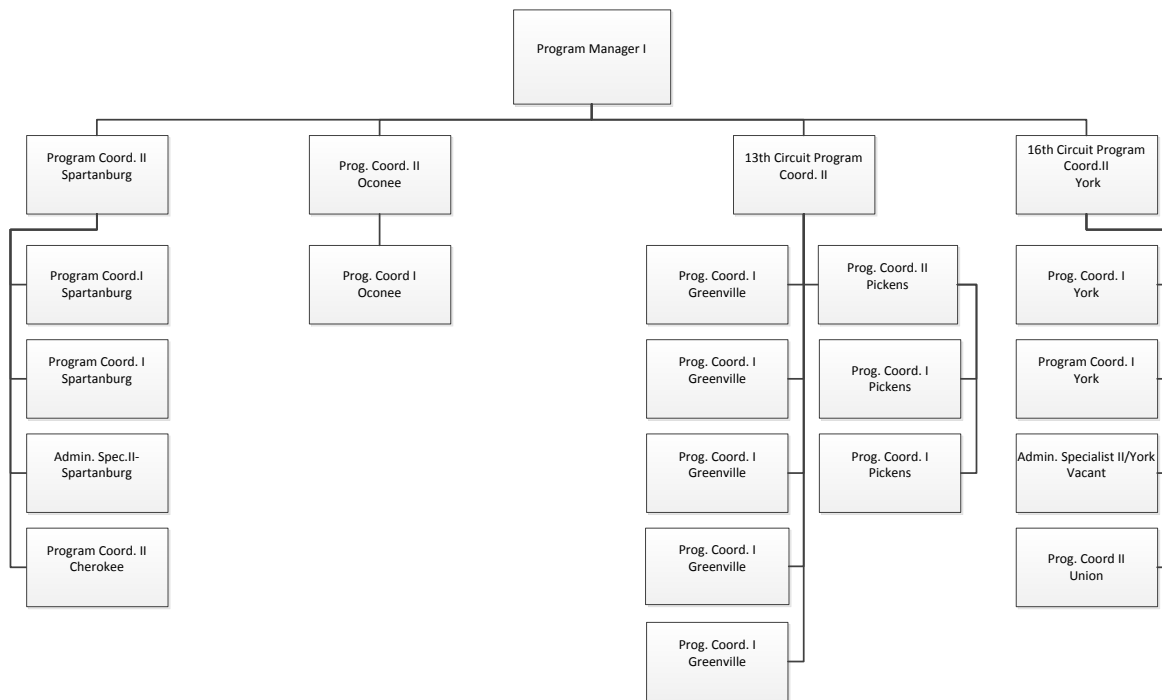 Program Manager I
Program Coord. II
Spartanburg
Prog. Coord. II
Oconee
13th Circuit Program
Coord. II
16th Circuit Program
Coord.II
York
Program Coord.I
Spartanburg
Program Coord. I
Spartanburg
Admin. Spec.II-
Spartanburg
Program Coord. II
Cherokee
Prog. Coord I
Oconee
Prog. Coord. I
Greenville
Prog. Coord. I
Greenville
Prog. Coord. I
Greenville
Prog. Coord. I
Greenville
Prog. Coord. I
Greenville
Prog. Coord. II
Pickens
Prog. Coord. I
Pickens
Prog. Coord. I
Pickens
Prog. Coord. I
York
Program Coord. I
York
Admin. Specialist II/York
Vacant
Prog. Coord II
Union